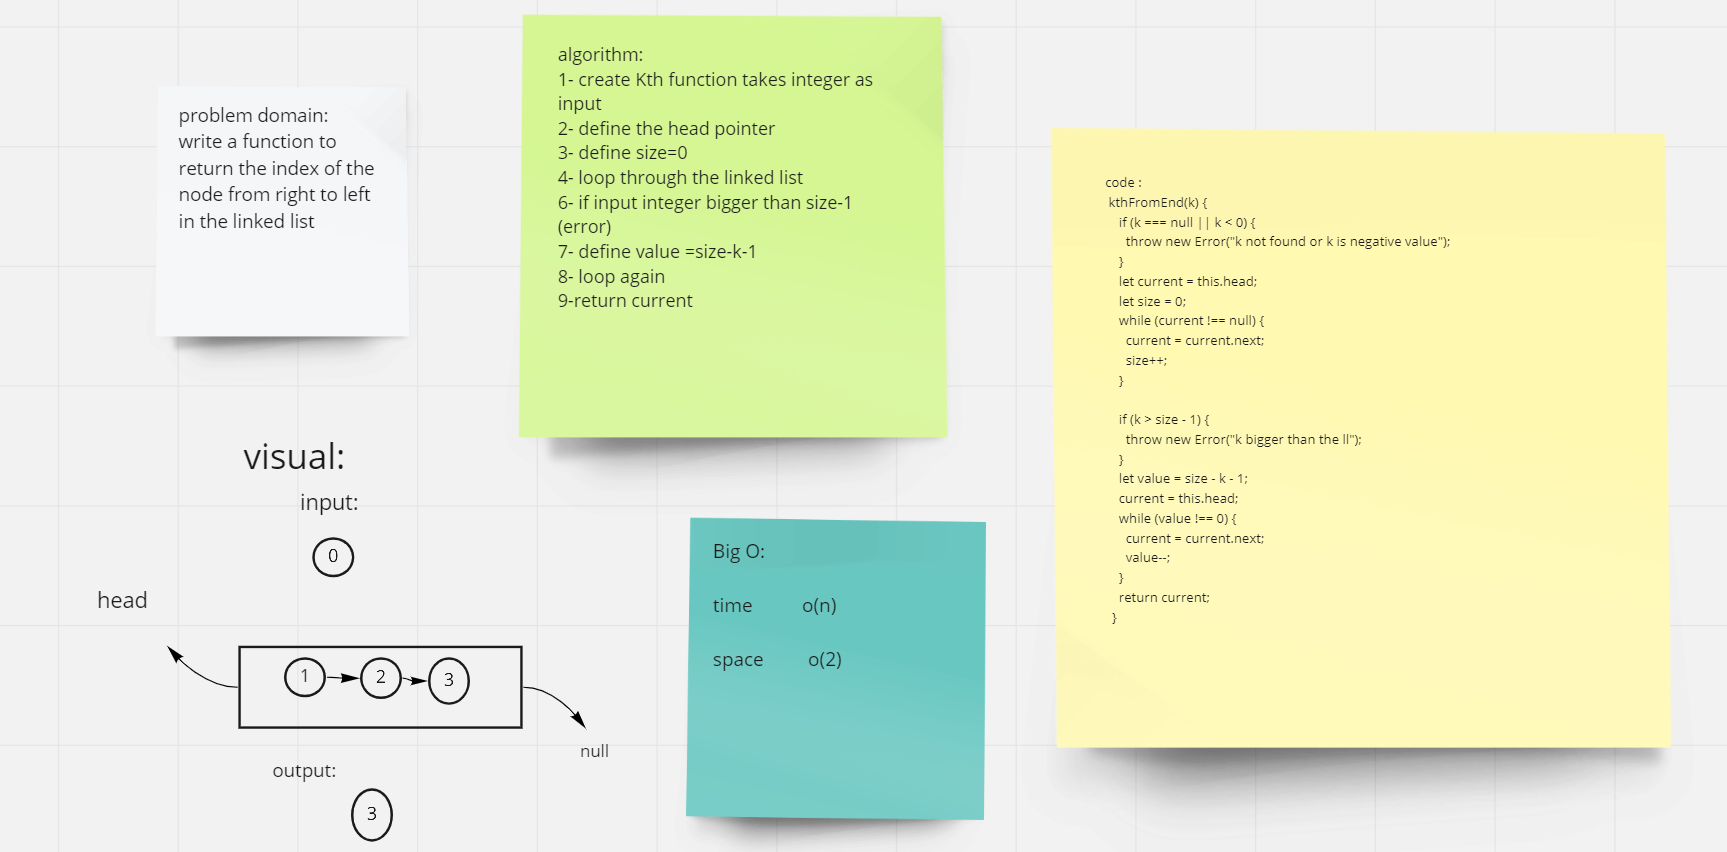 problem domain:
write a function to
return the index of the
node from right to left
in the linked list
algorithm:
1- create Kth function takes integer as
input
2- define the head pointer
3- define size=0
4- loop through the linked list
6- if input integer bigger than size-1
(error)
7- define value =size-k-1
8- loop again
9-return current
code :
kthFromEnd(k) {
if (k === null || k < 0) {
throw new Error("k not found or k is negative value");
}
let current = this.head;
let size = 0;
while (current !== null) {
current = current.next;
size++;
}
if (k > size - 1) {
throw new Error("k bigger than the ll");
}
let value = size - k - 1;
current = this.head;
while (value !== 0) {
current = current.next;
value--;
}
return current;
}
visual:
input:
0
head
1
2
3
null
output:
3
Big O:
time o(n)
space o(2)